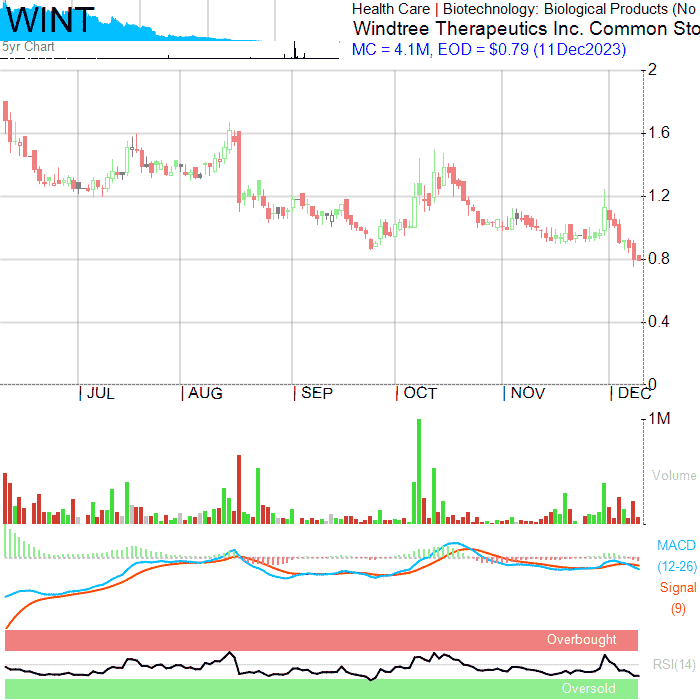 WINT
5yr Chart
Health Care | Biotechnology: Biological Products (No
Windtree Therapeutics Inc. Common Sto
MC = 4.1M, EOD = $0.79 (11Dec2023)
2
1.6
1.2
0.8
0.4
0
JUL AUG SEP OCT NOV DEC
1M
Volume
MACD
(12-26)
Signal
(9)
Overbought
RSI(14)
Oversold